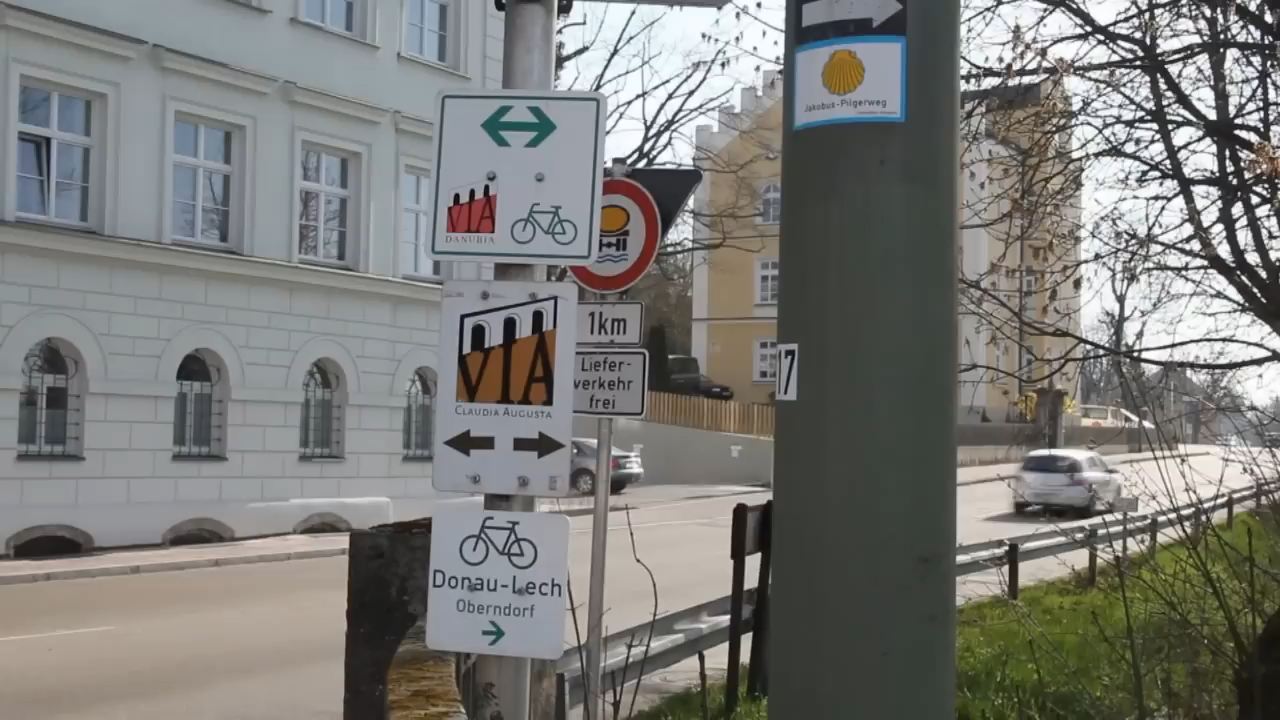 VIA
DANUBIA
VIA
CLAUDIA AUGUSTA
Donau-Lech
Oberndorf
1km
Liefer-
verkehr
frei
Jakobus-Pilgerweg
17